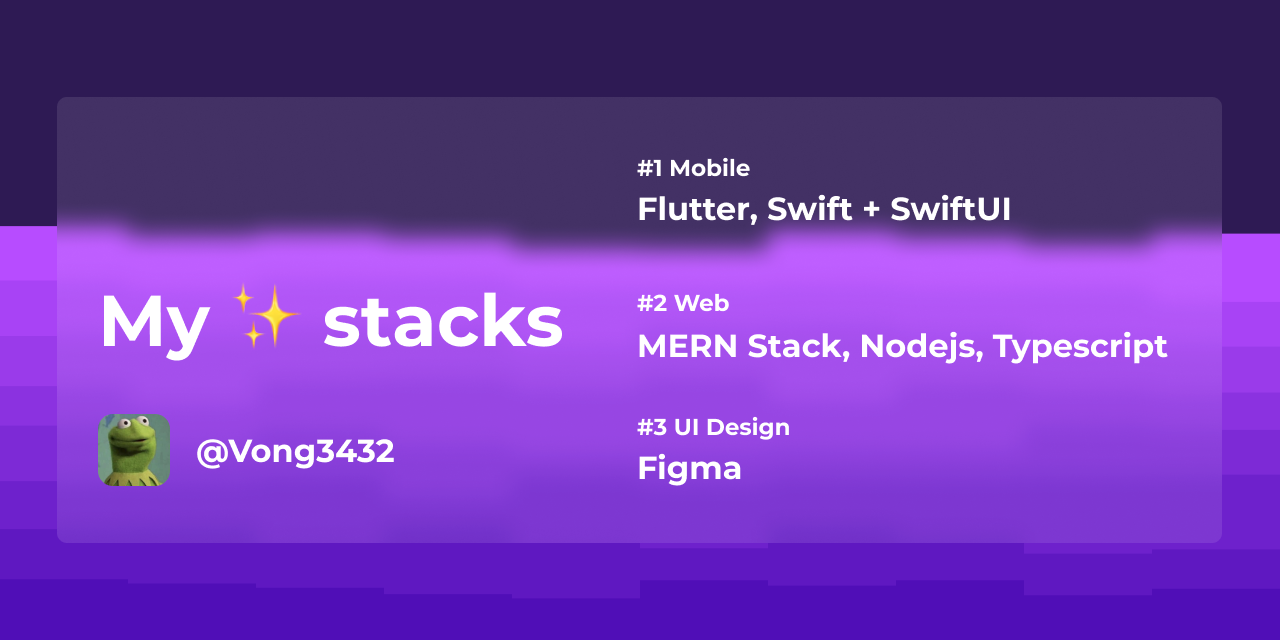 My ✨ stacks
@Vong3432
#1 Mobile
Flutter, Swift + SwiftUI
#2 Web
MERN Stack, Nodejs, Typescript
#3 UI Design
Figma